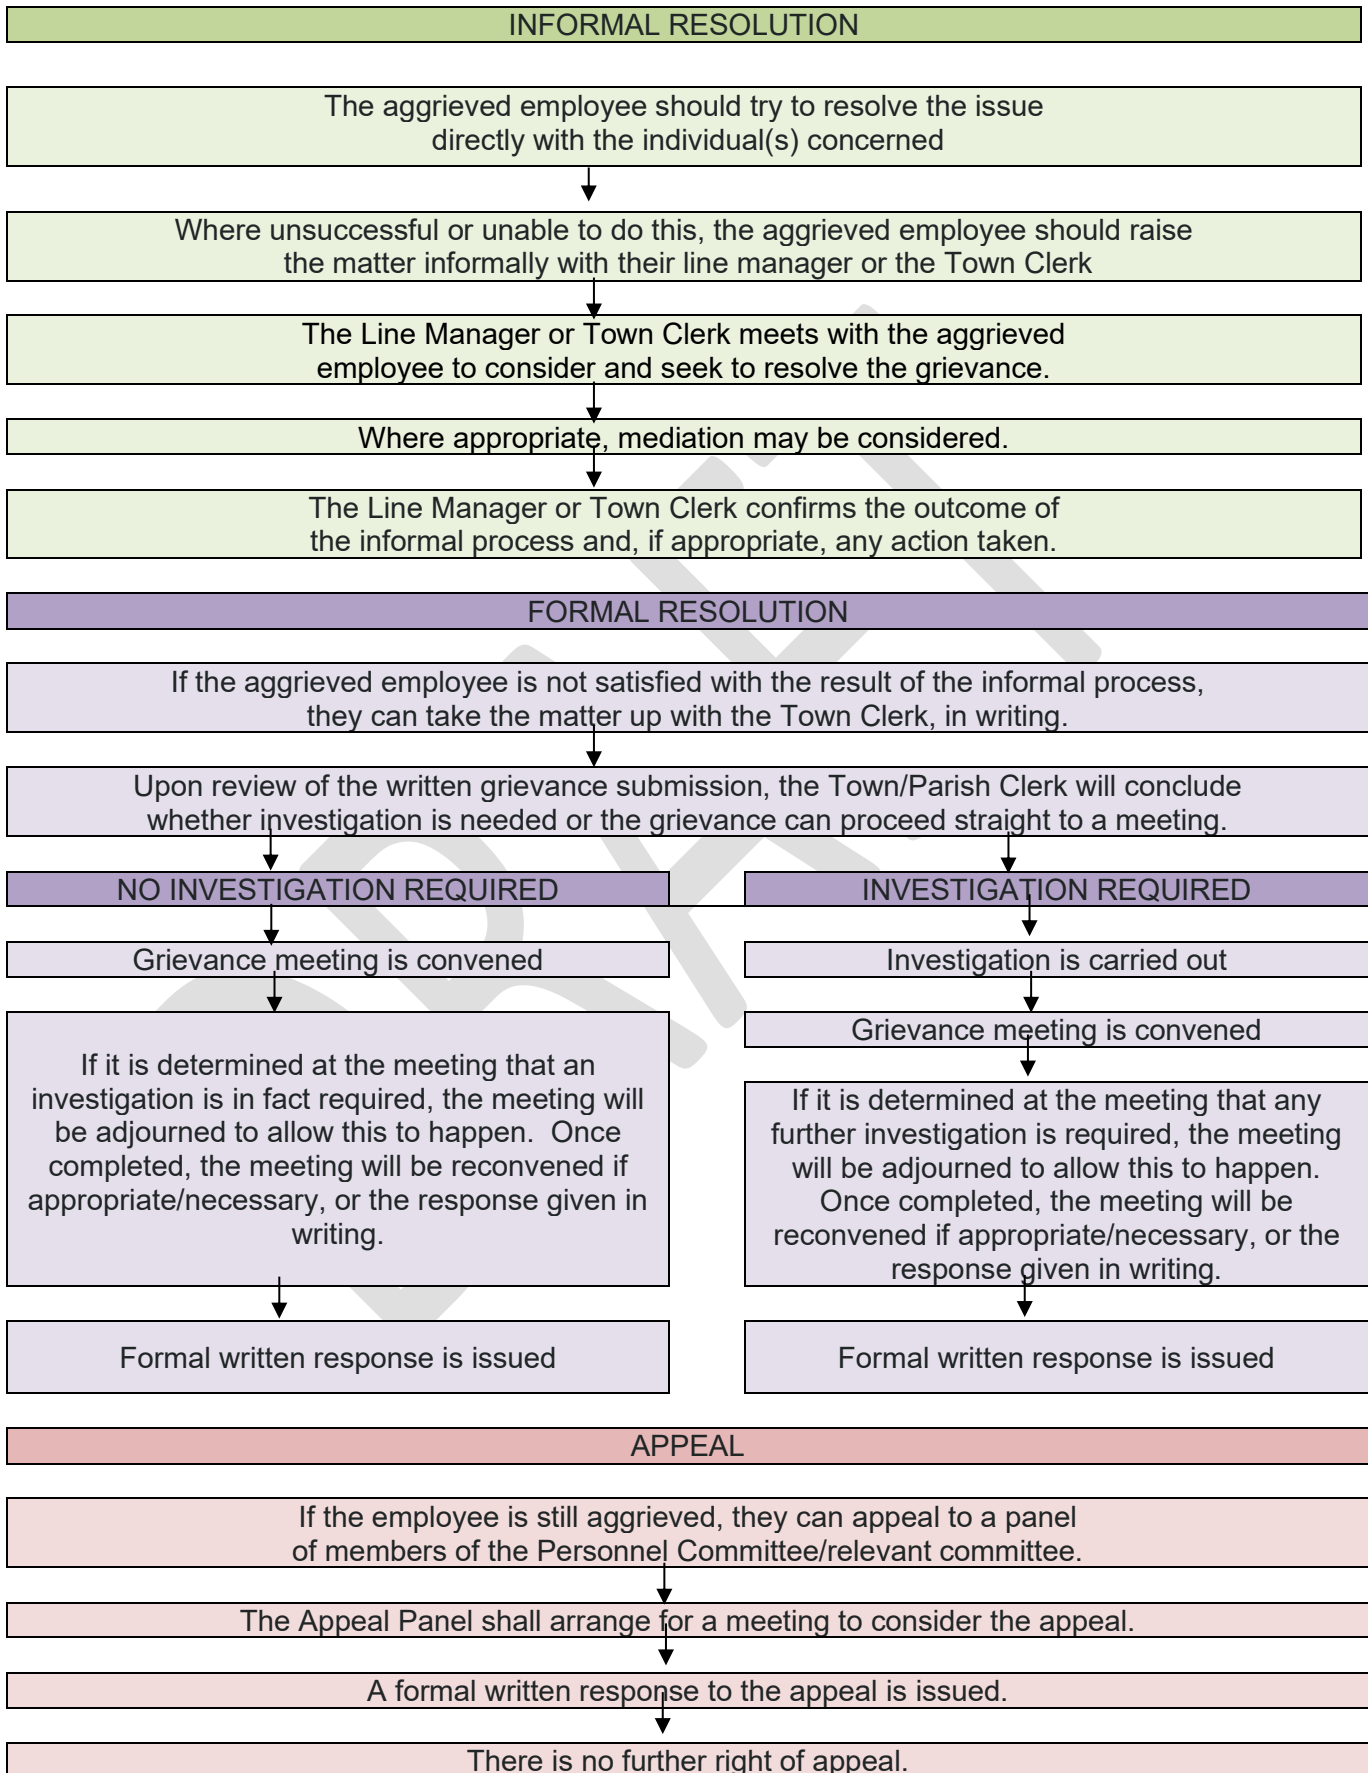 INFORMAL RESOLUTION
The aggrieved employee should try to resolve the issue
directly with the individual(s) concerned
Where unsuccessful or unable to do this, the aggrieved employee should raise
the matter informally with their line manager or the Town Clerk
The Line Manager or Town Clerk meets with the aggrieved
employee to consider and seek to resolve the grievance.
Where appropriate, mediation may be considered.
The Line Manager or Town Clerk confirms the outcome of
the informal process and, if appropriate, any action taken.
FORMAL RESOLUTION
If the aggrieved employee is not satisfied with the result of the informal process,
they can take the matter up with the Town Clerk, in writing.
Upon review of the written grievance submission, the Town/Parish Clerk will conclude
whether investigation is needed or the grievance can proceed straight to a meeting.
NO INVESTIGATION REQUIRED
Grievance meeting is convened
If it is determined at the meeting that an
investigation is in fact required, the meeting will
be adjourned to allow this to happen.  Once
completed, the meeting will be reconvened if
appropriate/necessary, or the response given in
writing.
Formal written response is issued
INVESTIGATION REQUIRED
Investigation is carried out
Grievance meeting is convened
If it is determined at the meeting that any
further investigation is required, the meeting
will be adjourned to allow this to happen.
Once completed, the meeting will be
reconvened if appropriate/necessary, or the
response given in writing.
Formal written response is issued
APPEAL
If the employee is still aggrieved, they can appeal to a panel
of members of the Personnel Committee/relevant committee.
The Appeal Panel shall arrange for a meeting to consider the appeal.
A formal written response to the appeal is issued.
There is no further right of appeal.
DRAFT